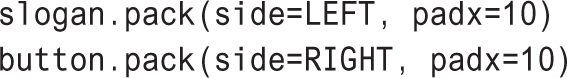 slogan.pack(side=LEFT, padx=10)
button.pack(side=RIGHT, padx=10)